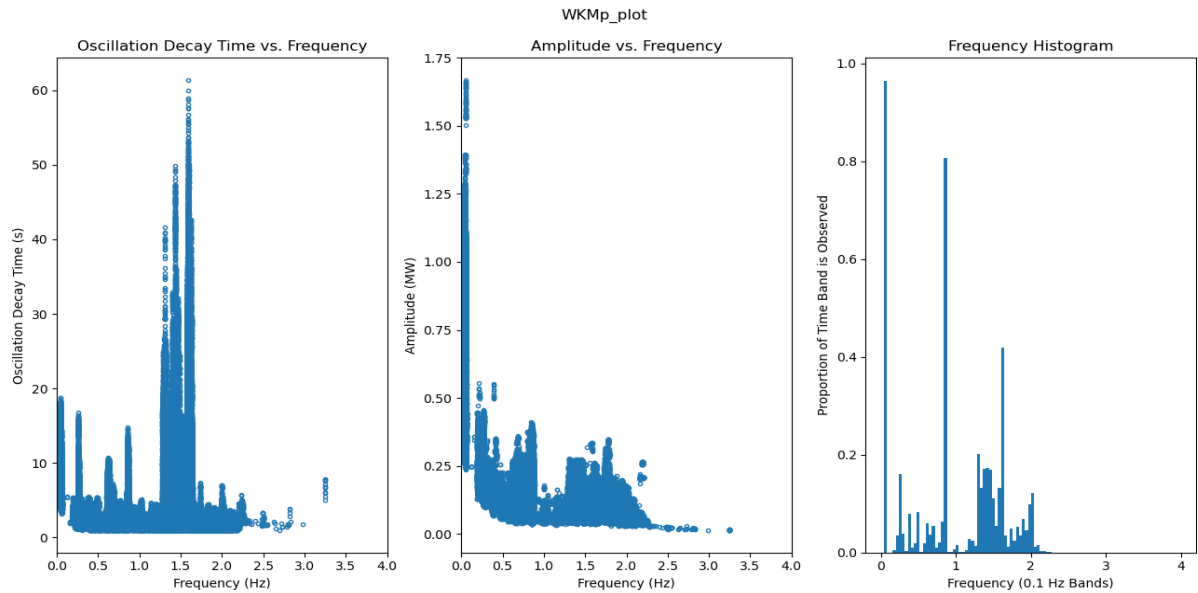 WKMp_plot
Oscillation Decay Time vs. Frequency
Amplitude vs. Frequency
Frequency Histogram
Oscillation Decay Time (s)
60
50
40
30
20
10
0
0.0 0.5 1.0 1.5 2.0 2.5 3.0 3.5 4.0
Frequency (Hz)
Amplitude (MW)
1.75
1.50
1.25
1.00
0.75
0.50
0.25
0.00
0.0 0.5 1.0 1.5 2.0 2.5 3.0 3.5 4.0
Frequency (Hz)
Proportion of Time Band is Observed
1.0
0.8
0.6
0.4
0.2
0.0
0 1 2 3 4
Frequency (0.1 Hz Bands)